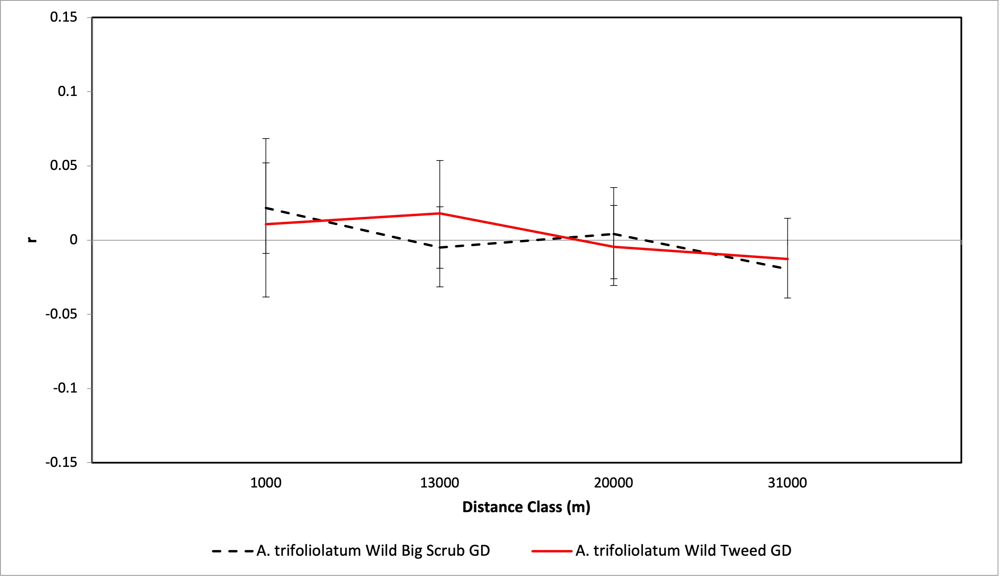 0.15
0.1
0.05
0
-0.05
-0.1
-0.15
r
1000 13000 20000 31000
Distance Class (m)
A. trifoliolatum Wild Big Scrub GD A. trifoliolatum Wild Tweed GD